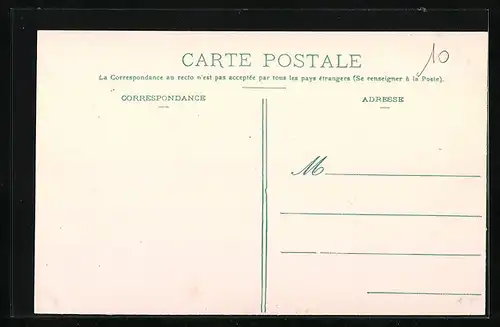 CARTE POSTALE
10
La Correspondance au recto n'est pas acceptée par tous les pays étrangers (Se renseigner à la Poste).
CORRESPONDANCE
ADRESSE
M